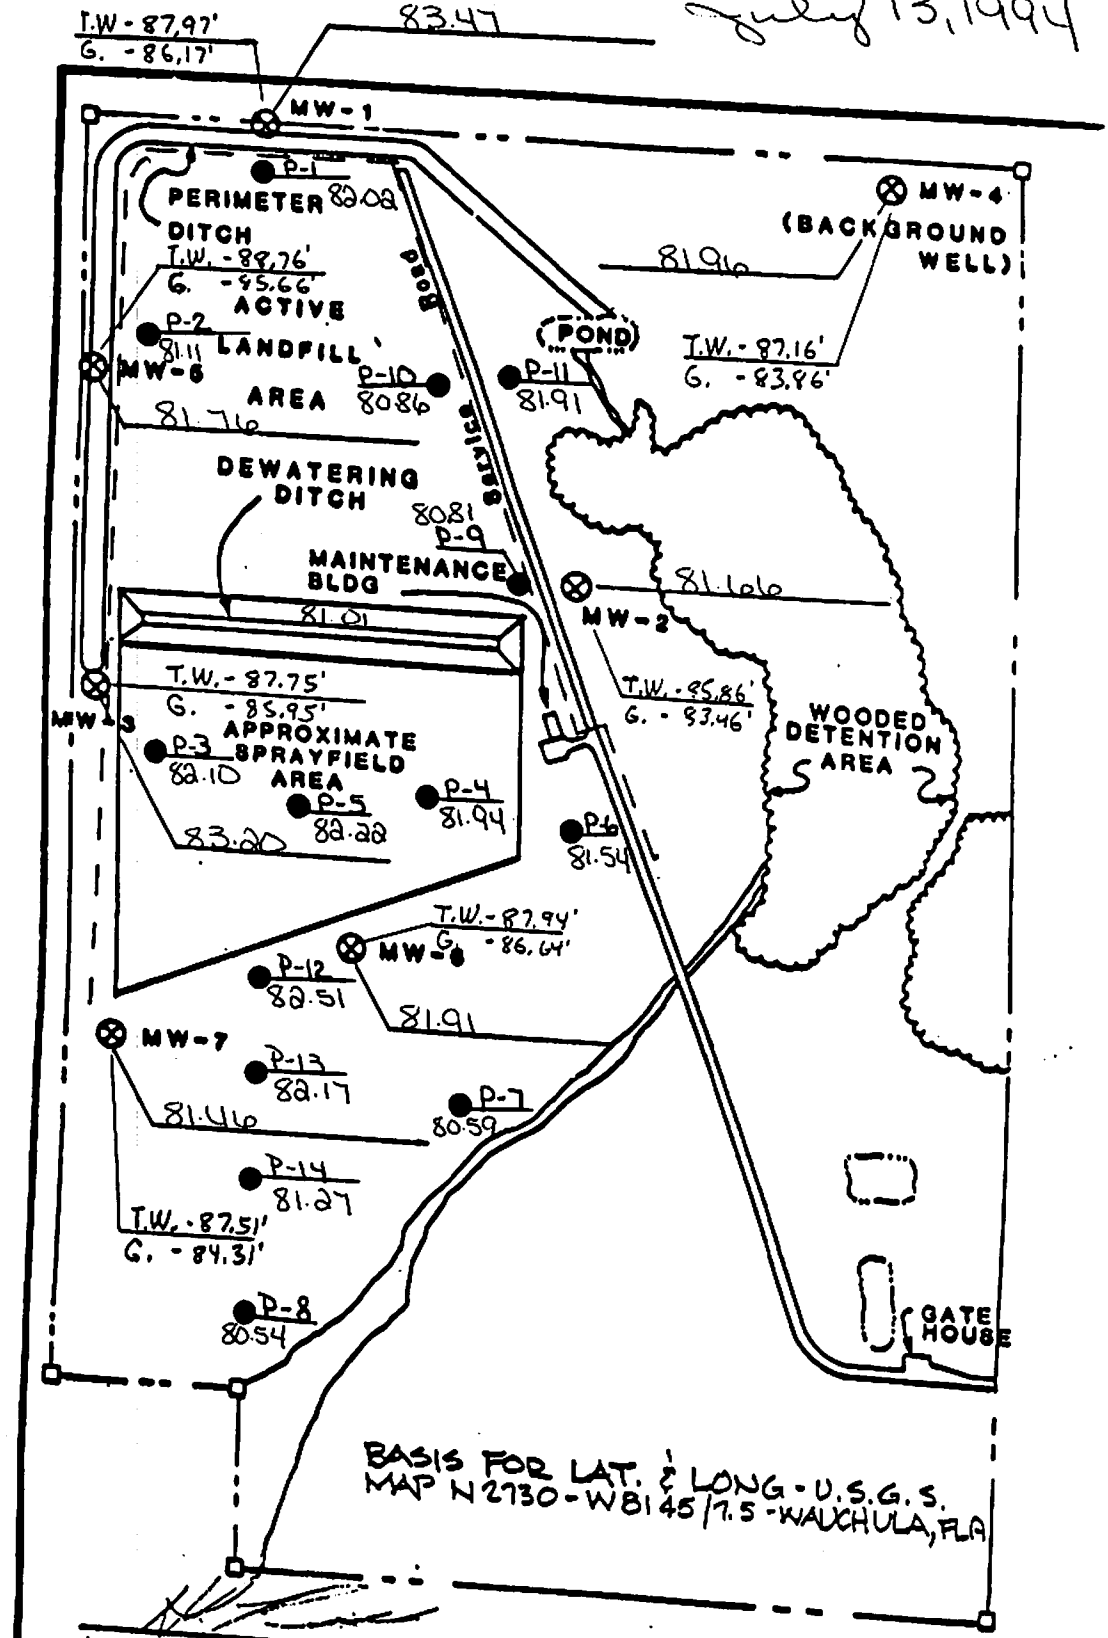 July 13, 1994
T.W - 87.97'
G. - 86.17'
83.47
MW-1
P-1
82.02
PERIMETER
DITCH
MW-4
(BACKGROUND
WELL)
81.96
T.W. - 87.16'
G. - 83.86'
T.W. - 88.76'
G. - 85.66'
ACTIVE
LANDFILL
AREA
P-2
81.11
MW-5
81.76
Road
Service
POND
P-10
80.86
P-11
81.91
DEWATERING
DITCH
80.81
P-9
MAINTENANCE
BLDG
81.01
81.66
MW-2
T.W. - 85.86'
G. - 83.46'
T.W. - 87.75'
G. - 85.95'
MW-3
APPROXIMATE
SPRAYFIELD
AREA
P-3
82.10
P-5
82.22
P-4
81.94
83.20
P-6
81.54
WOODED
DETENTION
AREA
T.W. - 87.94'
G. - 86.64'
MW-6
81.91
P-12
82.51
MW-7
P-13
82.17
81.46
P-7
80.59
P-14
81.27
T.W. - 87.51'
G. - 84.31'
P-8
80.54
GATE
HOUSE
BASIS FOR LAT. & LONG - U.S.G.S.
MAP N2730-W8145/7.5 - WAUCHULA, FLA